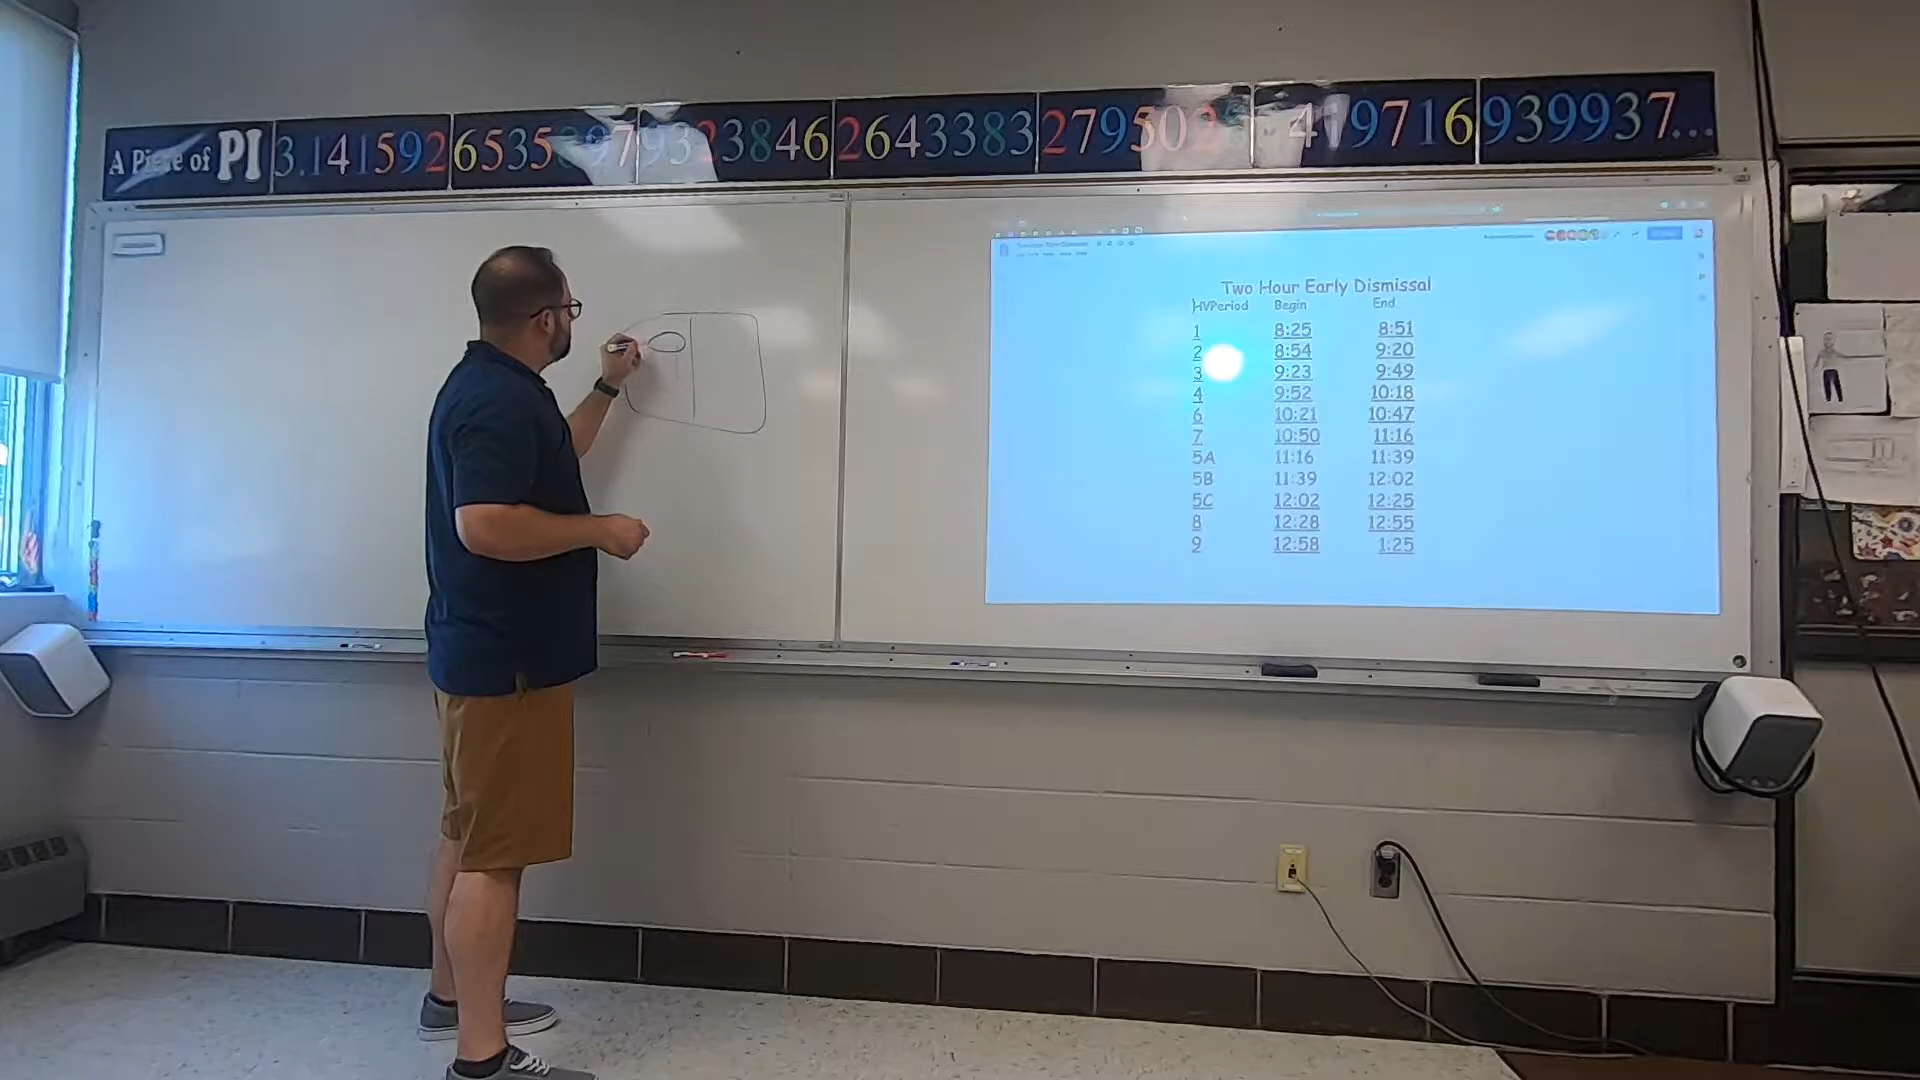 A Piece of PI 3.14159265358979323846264338327950288419716939937...
Two Hour Early Dismissal
HVPeriod Begin End
1 8:25 8:51
2 8:54 9:20
3 9:23 9:49
4 9:52 10:18
6 10:21 10:47
7 10:50 11:16
5A 11:16 11:39
5B 11:39 12:02
5C 12:02 12:25
8 12:28 12:55
9 12:58 1:25